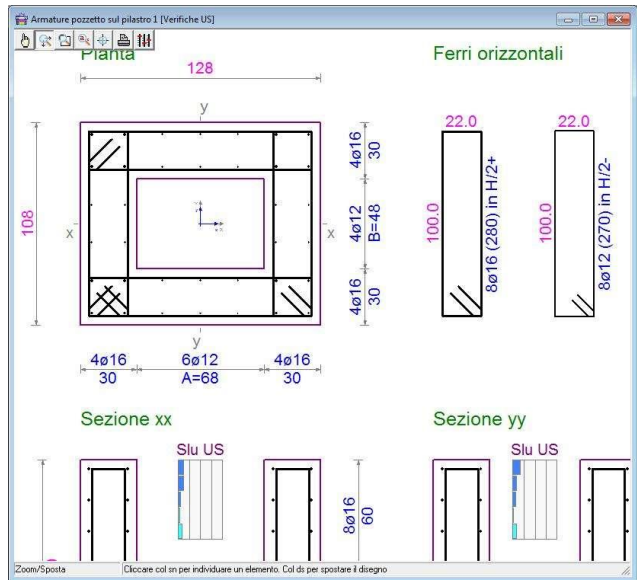 Armature pozzetto sul pilastro 1 [Verifiche US]
Pianta
Ferri orizzontali
128
22.0
22.0
y
108
x
x
4ø16
30
4ø12
B=48
4ø16
30
100.0
8ø16 (280) in H/2+
100.0
8ø12 (270) in H/2-
y
4ø16
6ø12
4ø16
30
A=68
30
Sezione xx
Sezione yy
Slu US
Slu US
8ø16
60
Zoom/Sposta
Cliccare col sn per individuare un elemento. Col ds per spostare il disegno